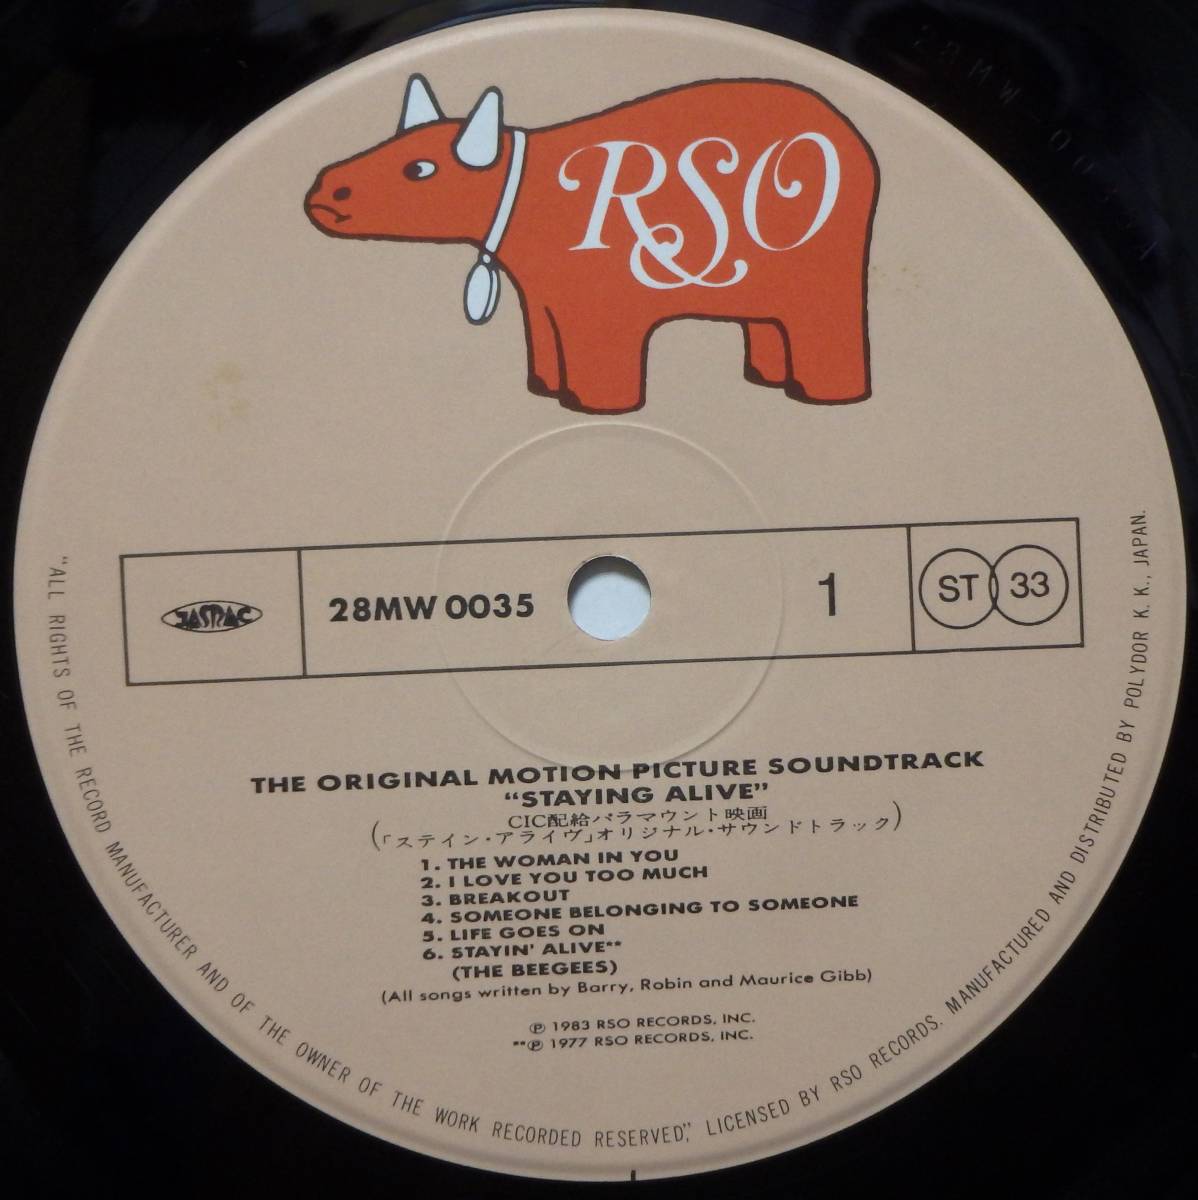 RSO
JASRAC
28MW 0035
1
ST 33
THE ORIGINAL MOTION PICTURE SOUNDTRACK
"STAYING ALIVE"
CIC配給パラマウント映画
(「ステイン・アライヴ」オリジナル・サウンドトラック)
1. THE WOMAN IN YOU
2. I LOVE YOU TOO MUCH
3. BREAKOUT
4. SOMEONE BELONGING TO SOMEONE
5. LIFE GOES ON
6. STAYIN' ALIVE**
(THE BEEGEES)
(All songs written by Barry, Robin and Maurice Gibb)
℗ 1983 RSO RECORDS, INC.
**℗ 1977 RSO RECORDS, INC.
"ALL RIGHTS OF THE RECORD MANUFACTURER AND OF THE OWNER OF THE WORK RECORDED RESERVED", LICENSED BY RSO RECORDS. MANUFACTURED AND DISTRIBUTED BY POLYDOR K. K., JAPAN.